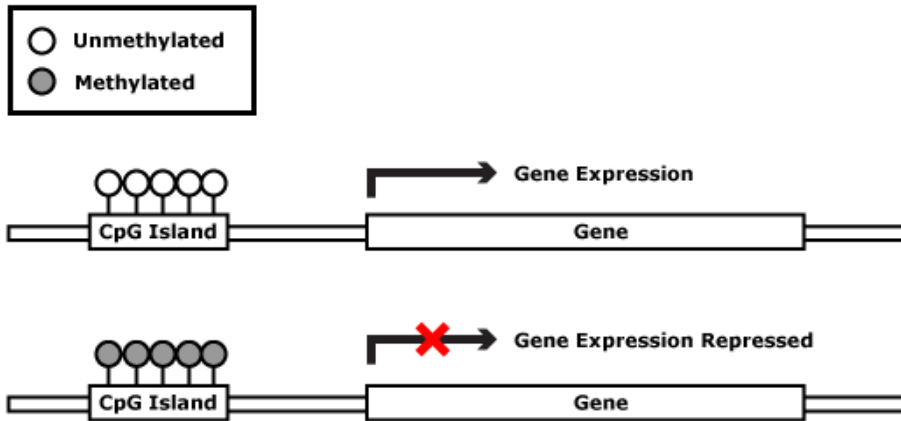 Unmethylated
Methylated
Gene Expression
CpG Island
Gene
Gene Expression Repressed
CpG Island
Gene